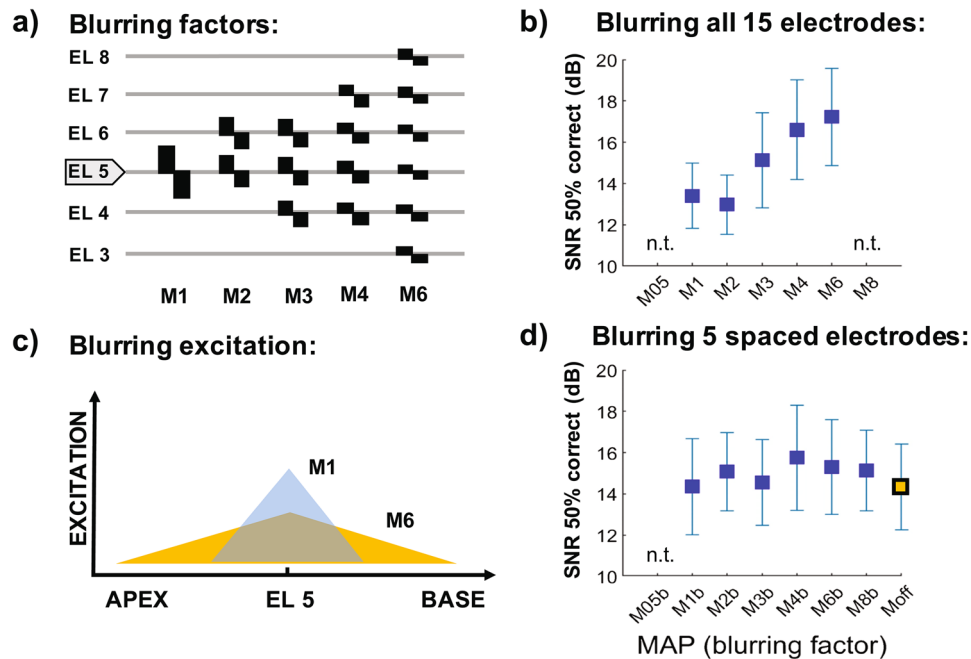 a) Blurring factors:
EL 8
EL 7
EL 6
EL 5
EL 4
EL 3
M1 M2 M3 M4 M6
b) Blurring all 15 electrodes:
SNR 50% correct (dB)
20
18
16
14
12
10
n.t.
n.t.
M05 M1 M2 M3 M4 M6 M8
c) Blurring excitation:
EXCITATION
M1
M6
APEX EL 5 BASE
d) Blurring 5 spaced electrodes:
SNR 50% correct (dB)
20
18
16
14
12
10
n.t.
M05b M1b M2b M3b M4b M6b M8b Moff
MAP (blurring factor)